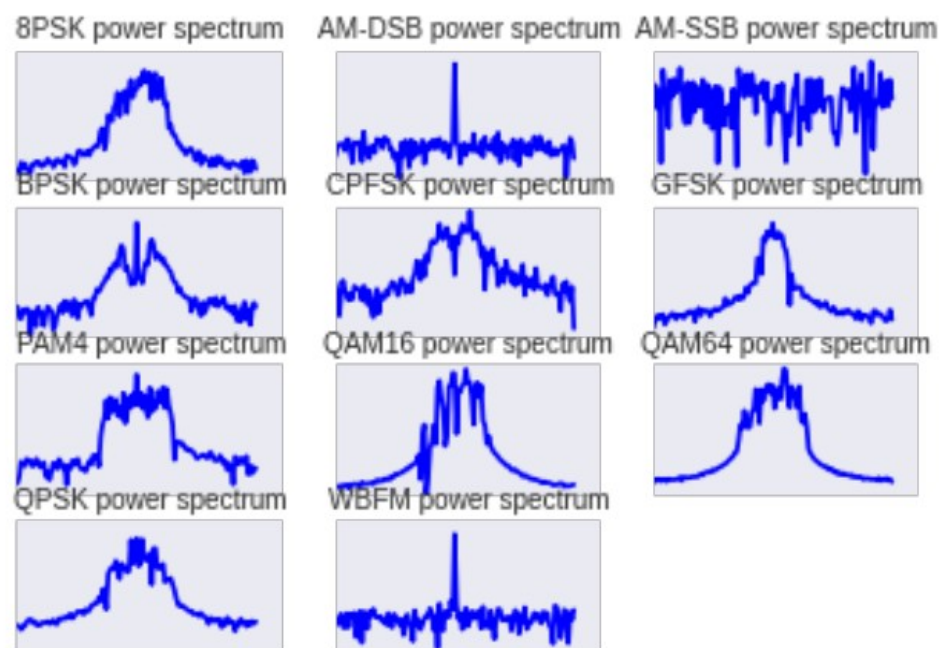 8PSK power spectrum
AM-DSB power spectrum
AM-SSB power spectrum
BPSK power spectrum
CPFSK power spectrum
GFSK power spectrum
PAM4 power spectrum
QAM16 power spectrum
QAM64 power spectrum
QPSK power spectrum
WBFM power spectrum